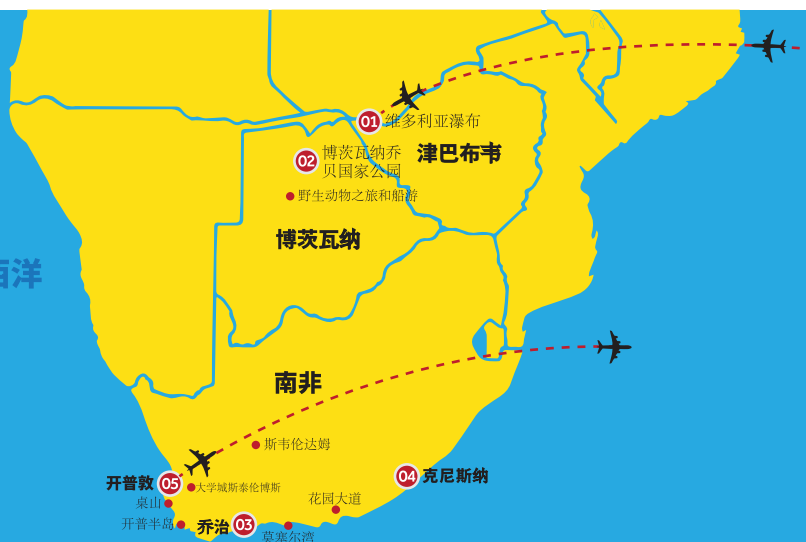 01 维多利亚瀑布
津巴布韦
02 博茨瓦纳乔
贝国家公园
野生动物之旅和船游
博茨瓦纳
洋
南非
斯韦伦达姆
04 克尼斯纳
开普敦 05
大学城斯泰伦博斯
桌山
花园大道
开普半岛
乔治 03
莫塞尔湾